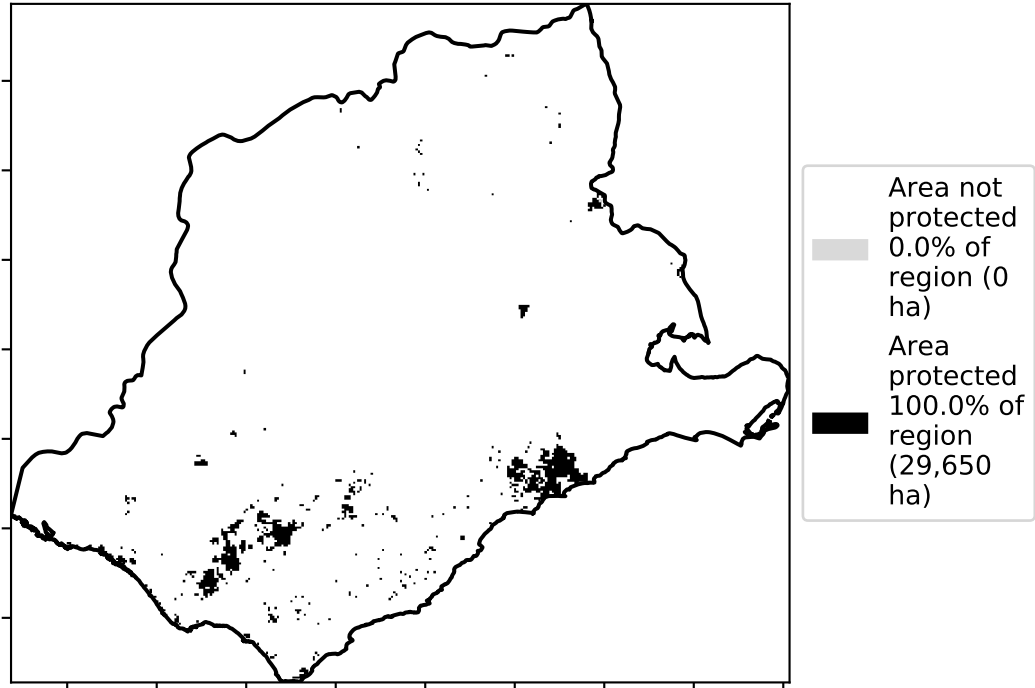 Area not
protected
0.0% of
region (0
ha)
Area
protected
100.0% of
region
(29,650
ha)